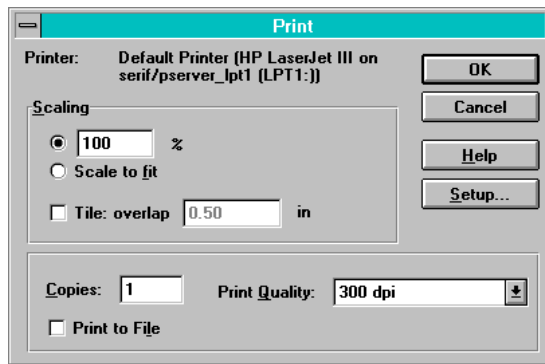 Print
Printer: Default Printer (HP LaserJet III on
serif/pserver_lpt1 (LPT1:))
OK
Cancel
Help
Setup...
Scaling
100 %
Scale to fit
Tile: overlap 0.50 in
Copies: 1 Print Quality: 300 dpi
Print to File